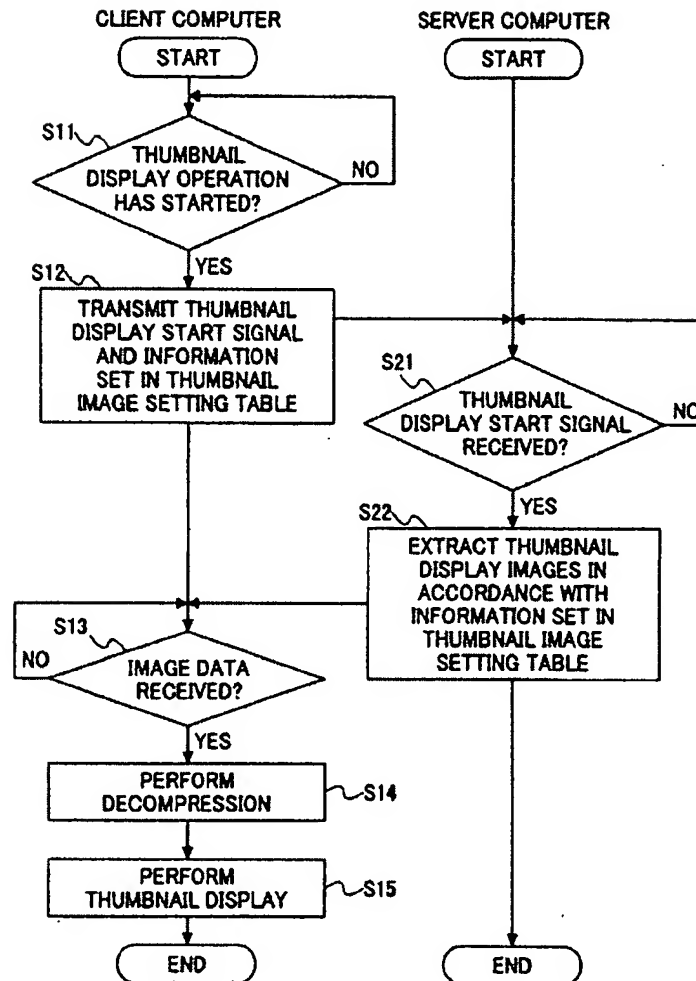 CLIENT COMPUTER
SERVER COMPUTER
START
START
S11
THUMBNAIL
DISPLAY OPERATION
HAS STARTED?
NO
YES
S12
TRANSMIT THUMBNAIL
DISPLAY START SIGNAL
AND INFORMATION
SET IN THUMBNAIL
IMAGE SETTING TABLE
S21
THUMBNAIL
DISPLAY START SIGNAL
RECEIVED?
NO
YES
S22
EXTRACT THUMBNAIL
DISPLAY IMAGES IN
ACCORDANCE WITH
INFORMATION SET IN
THUMBNAIL IMAGE
SETTING TABLE
S13
NO
IMAGE DATA
RECEIVED?
YES
PERFORM
DECOMPRESSION
S14
PERFORM
THUMBNAIL DISPLAY
S15
END
END